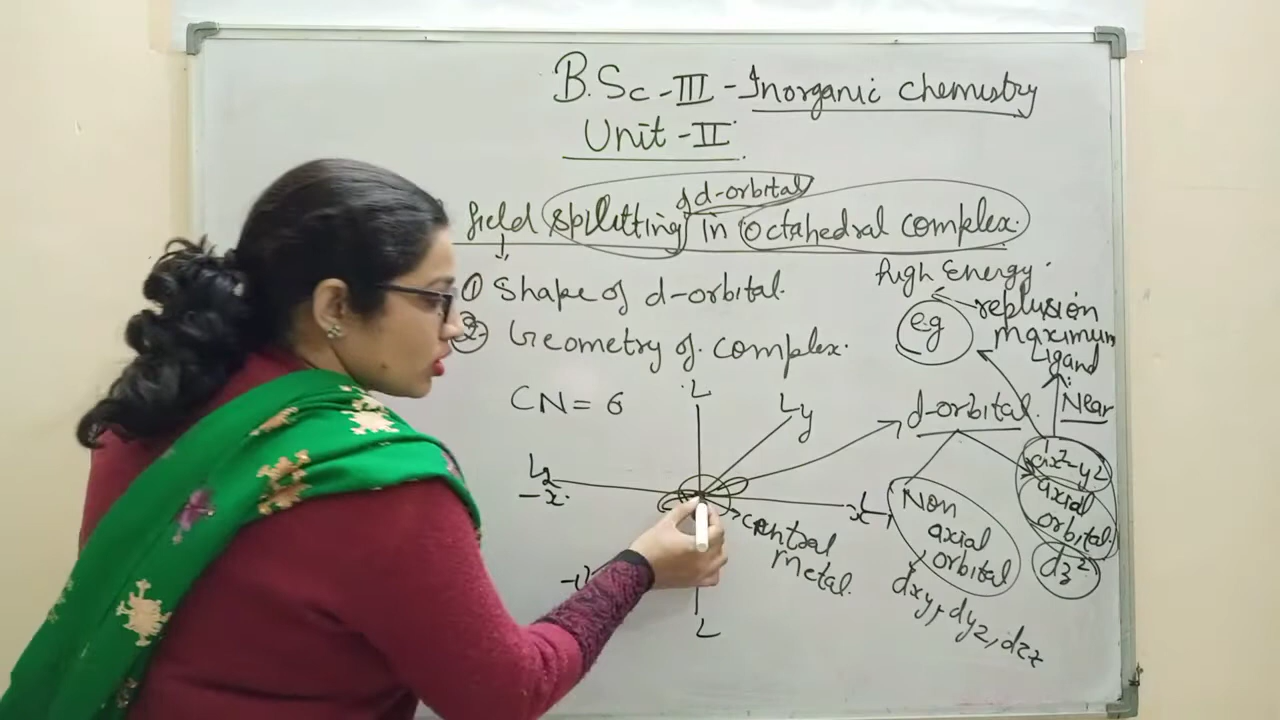 B.Sc - III - Inorganic chemistry
Unit - II
of d-orbital
field splitting in octahedral complex.
① Shape of d-orbital.
② Geometry of complex.
High Energy
eg
replusion
maximum
Ligand
Near
CN = 6
L
Ly
d-orbital.
dx²-y²
axial
orbital.
dz²
L
-x
x L
central
metal.
Non
axial
orbital
dxy, dyz, dzx
L